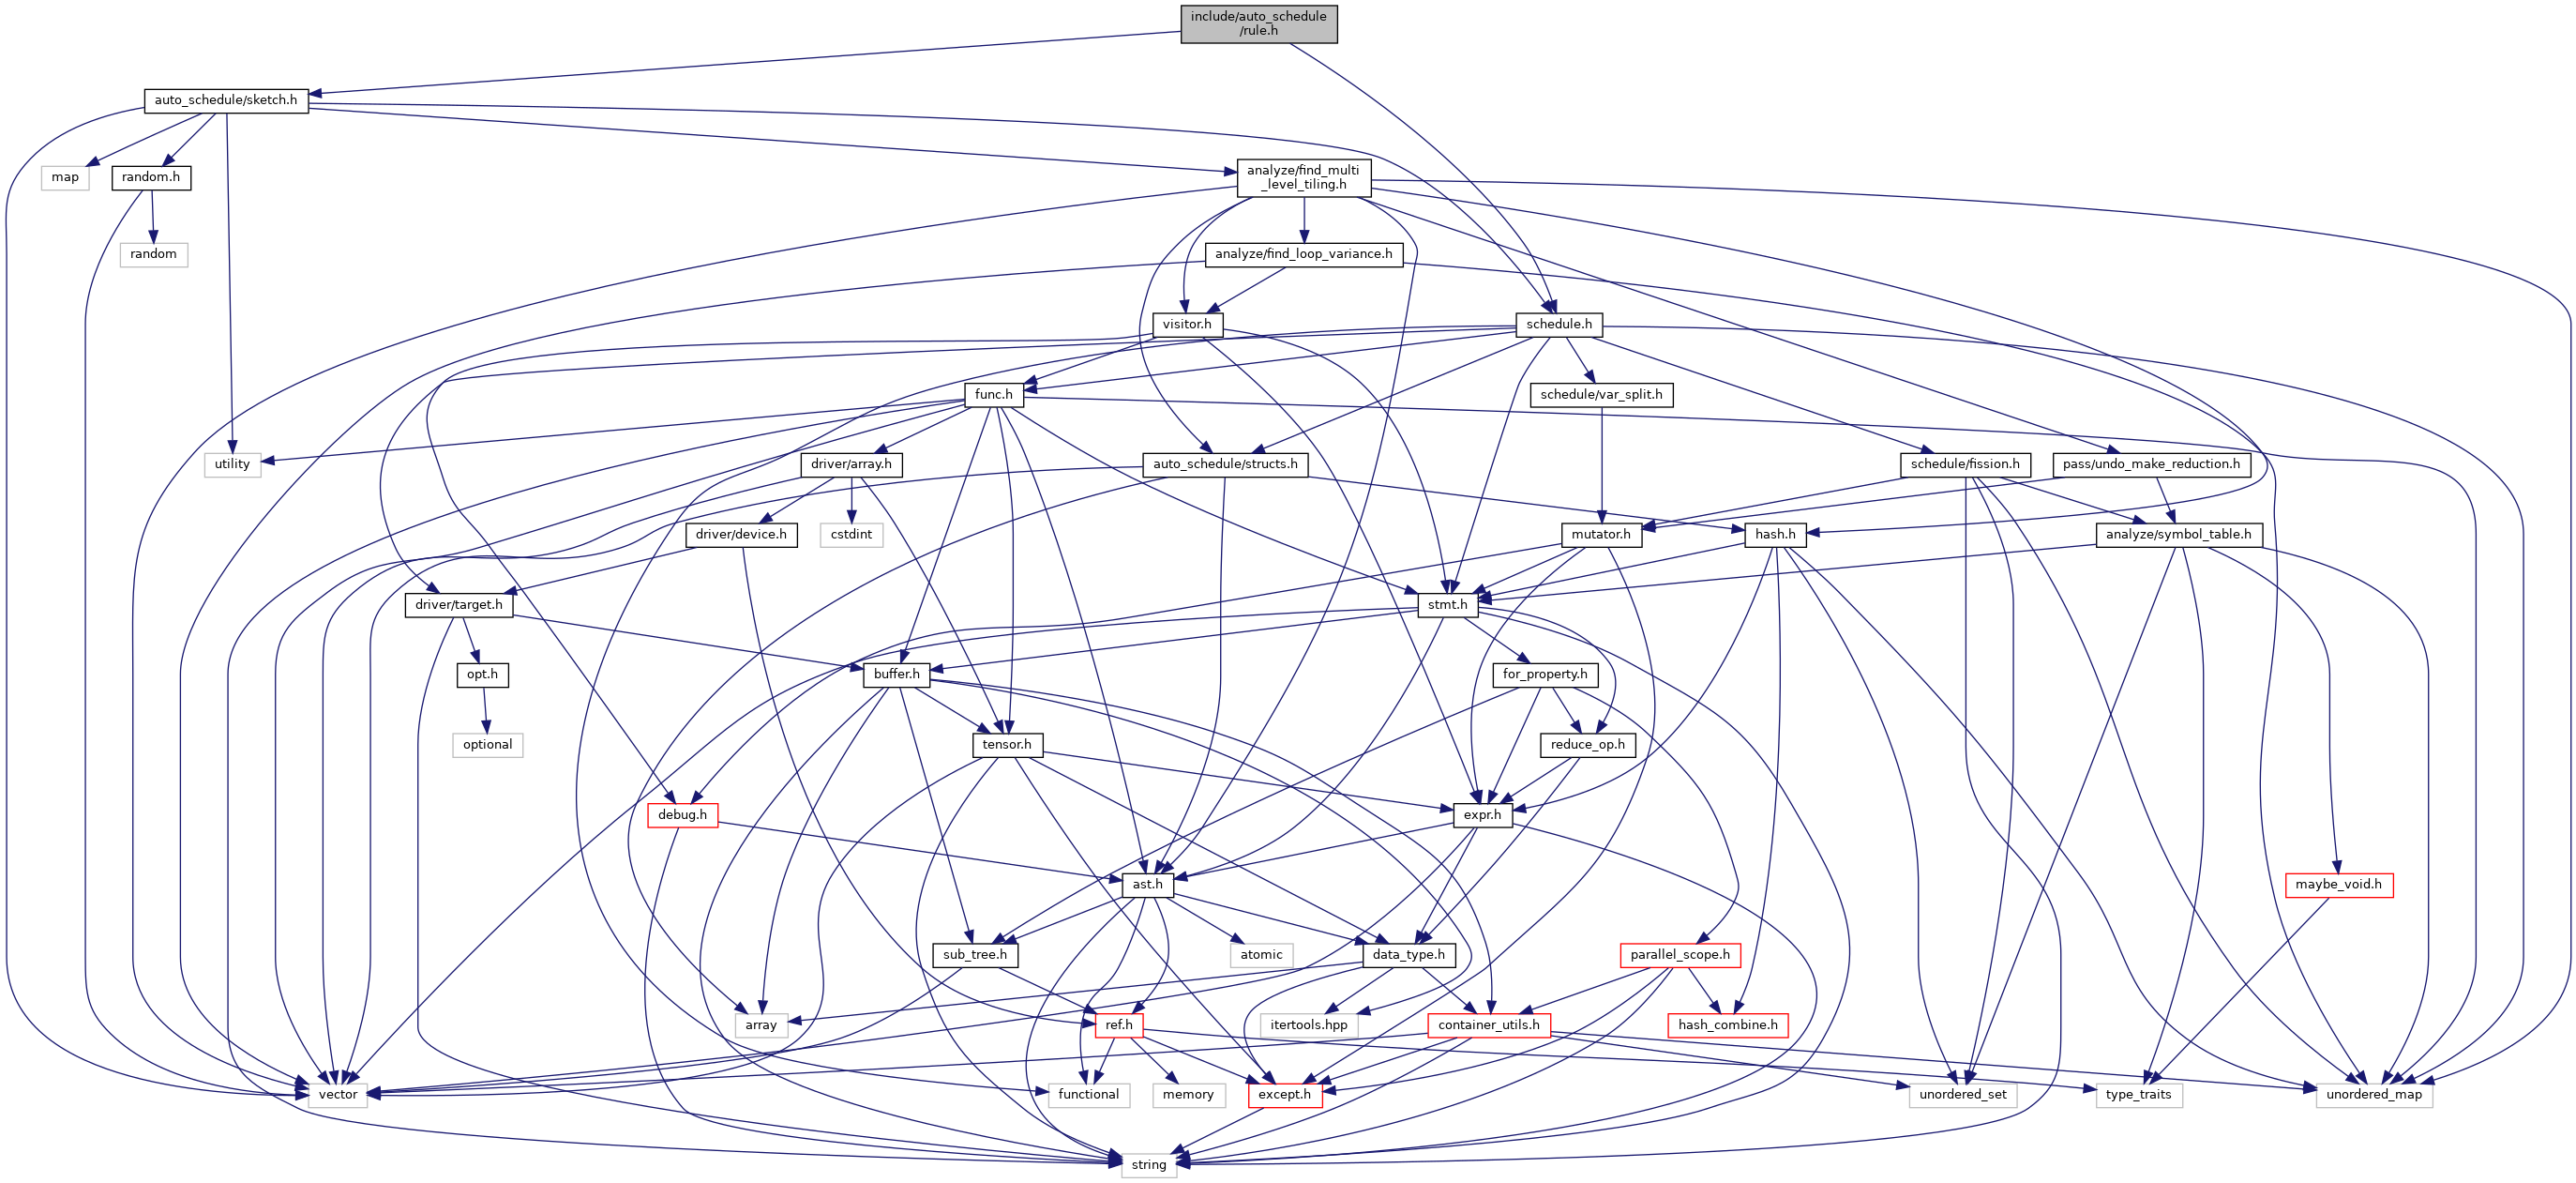 include/auto_schedule
/rule.h
auto_schedule/sketch.h
map
random.h
analyze/find_multi
_level_tiling.h
random
analyze/find_loop_variance.h
visitor.h
schedule.h
func.h
schedule/var_split.h
utility
driver/array.h
auto_schedule/structs.h
schedule/fission.h
pass/undo_make_reduction.h
driver/device.h
cstdint
mutator.h
hash.h
analyze/symbol_table.h
driver/target.h
stmt.h
opt.h
buffer.h
for_property.h
optional
tensor.h
reduce_op.h
debug.h
expr.h
ast.h
maybe_void.h
sub_tree.h
atomic
data_type.h
parallel_scope.h
array
ref.h
itertools.hpp
container_utils.h
hash_combine.h
vector
functional
memory
except.h
unordered_set
type_traits
unordered_map
string